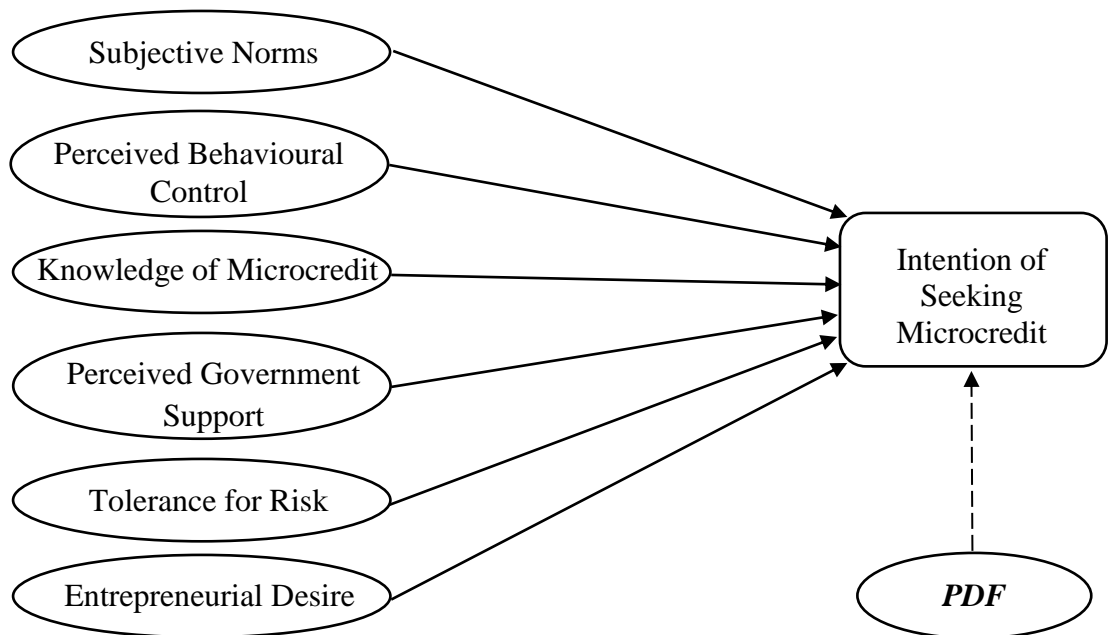 Subjective Norms
Perceived Behavioural
Control
Knowledge of Microcredit
Perceived Government
Support
Tolerance for Risk
Entrepreneurial Desire
Intention of
Seeking
Microcredit
PDF